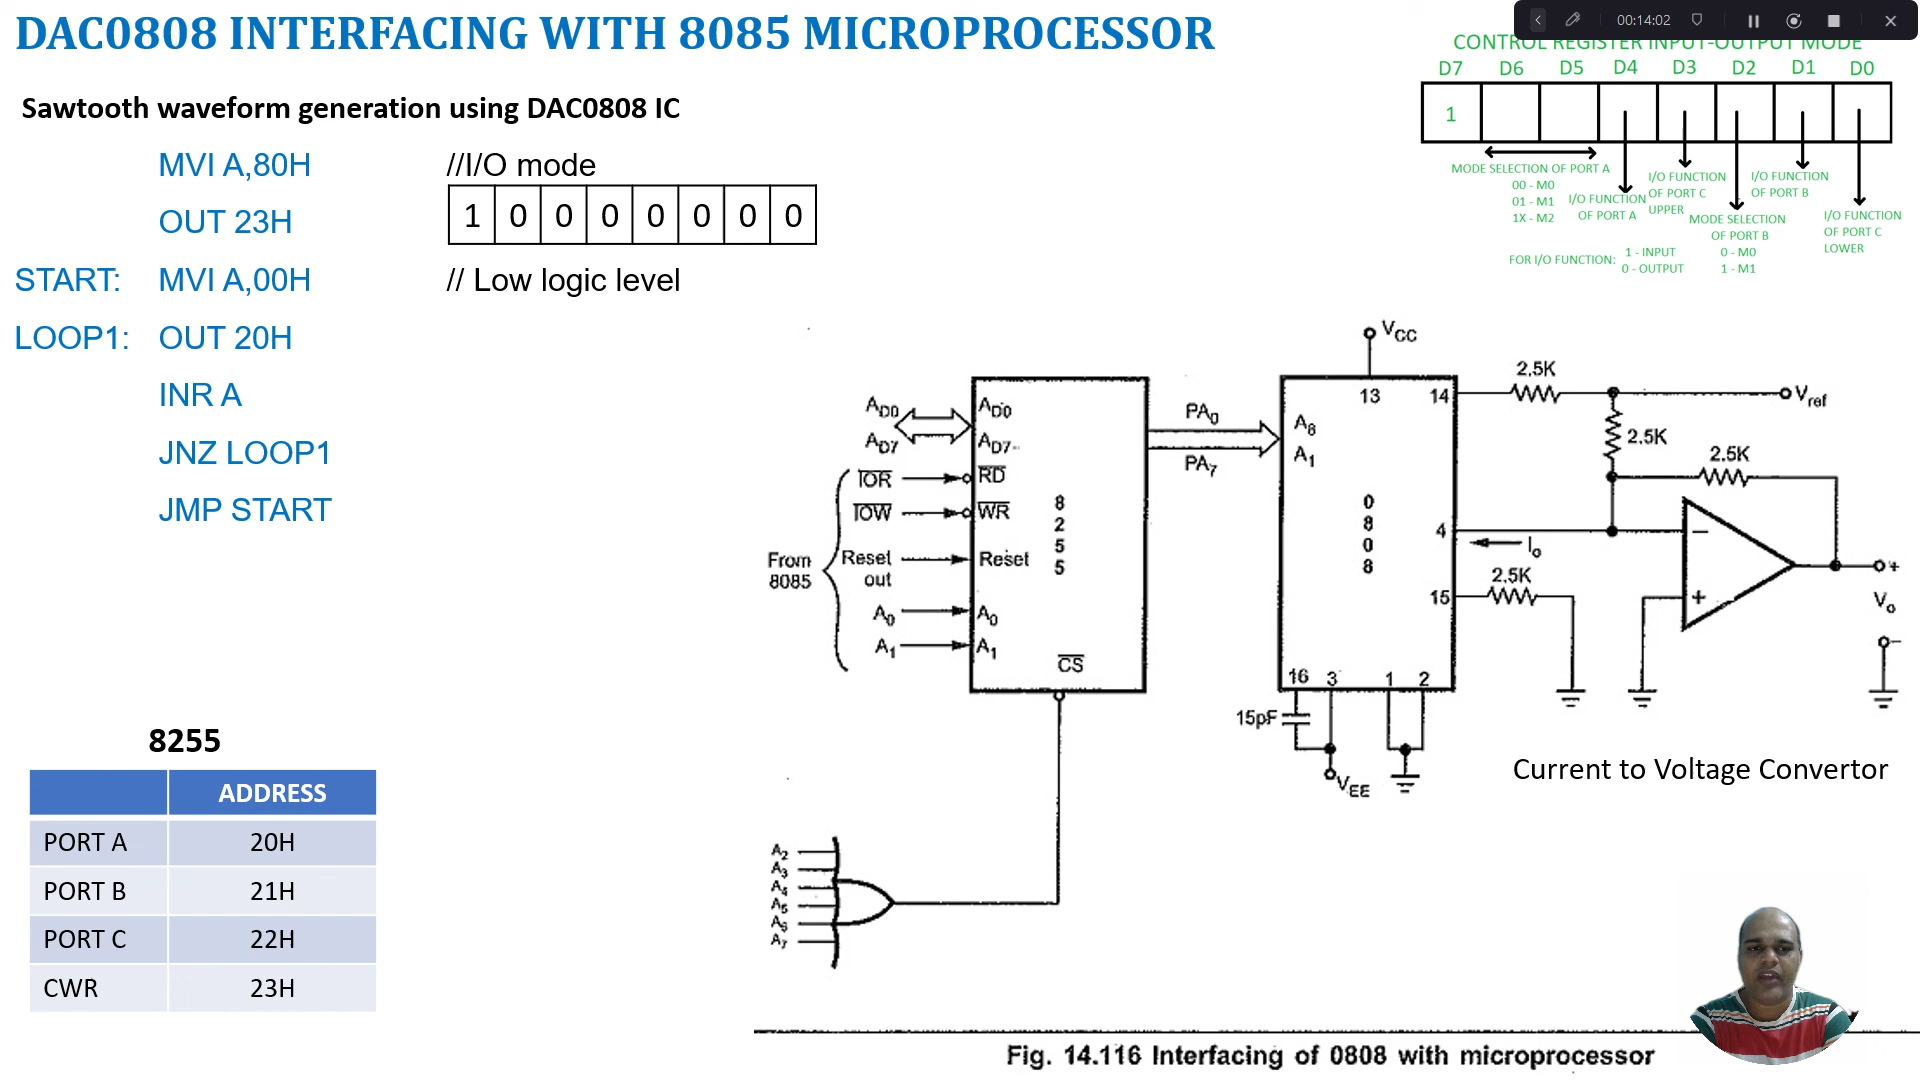 DAC0808 INTERFACING WITH 8085 MICROPROCESSOR
00:14:02
Sawtooth waveform generation using DAC0808 IC
MVI A,80H //I/O mode
1 0 0 0 0 0 0 0
OUT 23H
START: MVI A,00H // Low logic level
LOOP1: OUT 20H
INR A
JNZ LOOP1
JMP START
CONTROL REGISTER INPUT-OUTPUT MODE
D7 D6 D5 D4 D3 D2 D1 D0
1
MODE SELECTION OF PORT A
00 - M0
01 - M1
1X - M2
I/O FUNCTION
OF PORT A
I/O FUNCTION
OF PORT C
UPPER
MODE SELECTION
OF PORT B
0 - M0
1 - M1
I/O FUNCTION
OF PORT B
I/O FUNCTION
OF PORT C
LOWER
FOR I/O FUNCTION:
1 - INPUT
0 - OUTPUT
8255
ADDRESS
PORT A 20H
PORT B 21H
PORT C 22H
CWR 23H
AD0
AD7
IOR
IOW
Reset
out
A0
A1
From
8085
AD0
AD7
RD
WR
Reset
A0
A1
8
2
5
5
CS
PA0
PA7
VCC
13
14
A8
A1
0
8
0
8
4
15
16 3 1 2
15pF
VEE
2.5K
Vref
2.5K
2.5K
Io
2.5K
−
+
+
Vo
−
Current to Voltage Convertor
A2
A3
A4
A5
A6
A7
Fig. 14.116 Interfacing of 0808 with microprocessor